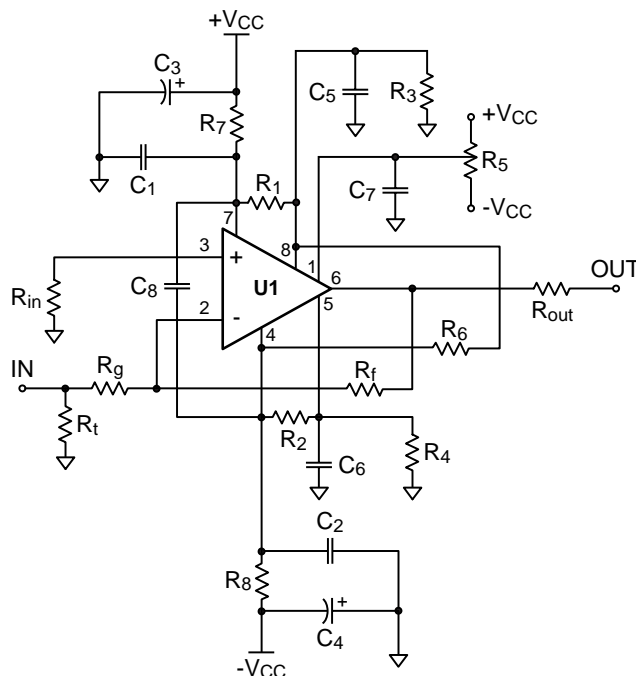 +VCC
C3
+
C5
R3
R7
+VCC
C1
R1
C7
R5
-VCC
7
8
3
+
1
6
OUT
Rin
C8
U1
2
-
5
Rout
4
R6
IN
Rg
Rf
Rt
R2
C6
R4
C2
R8
+
C4
-VCC